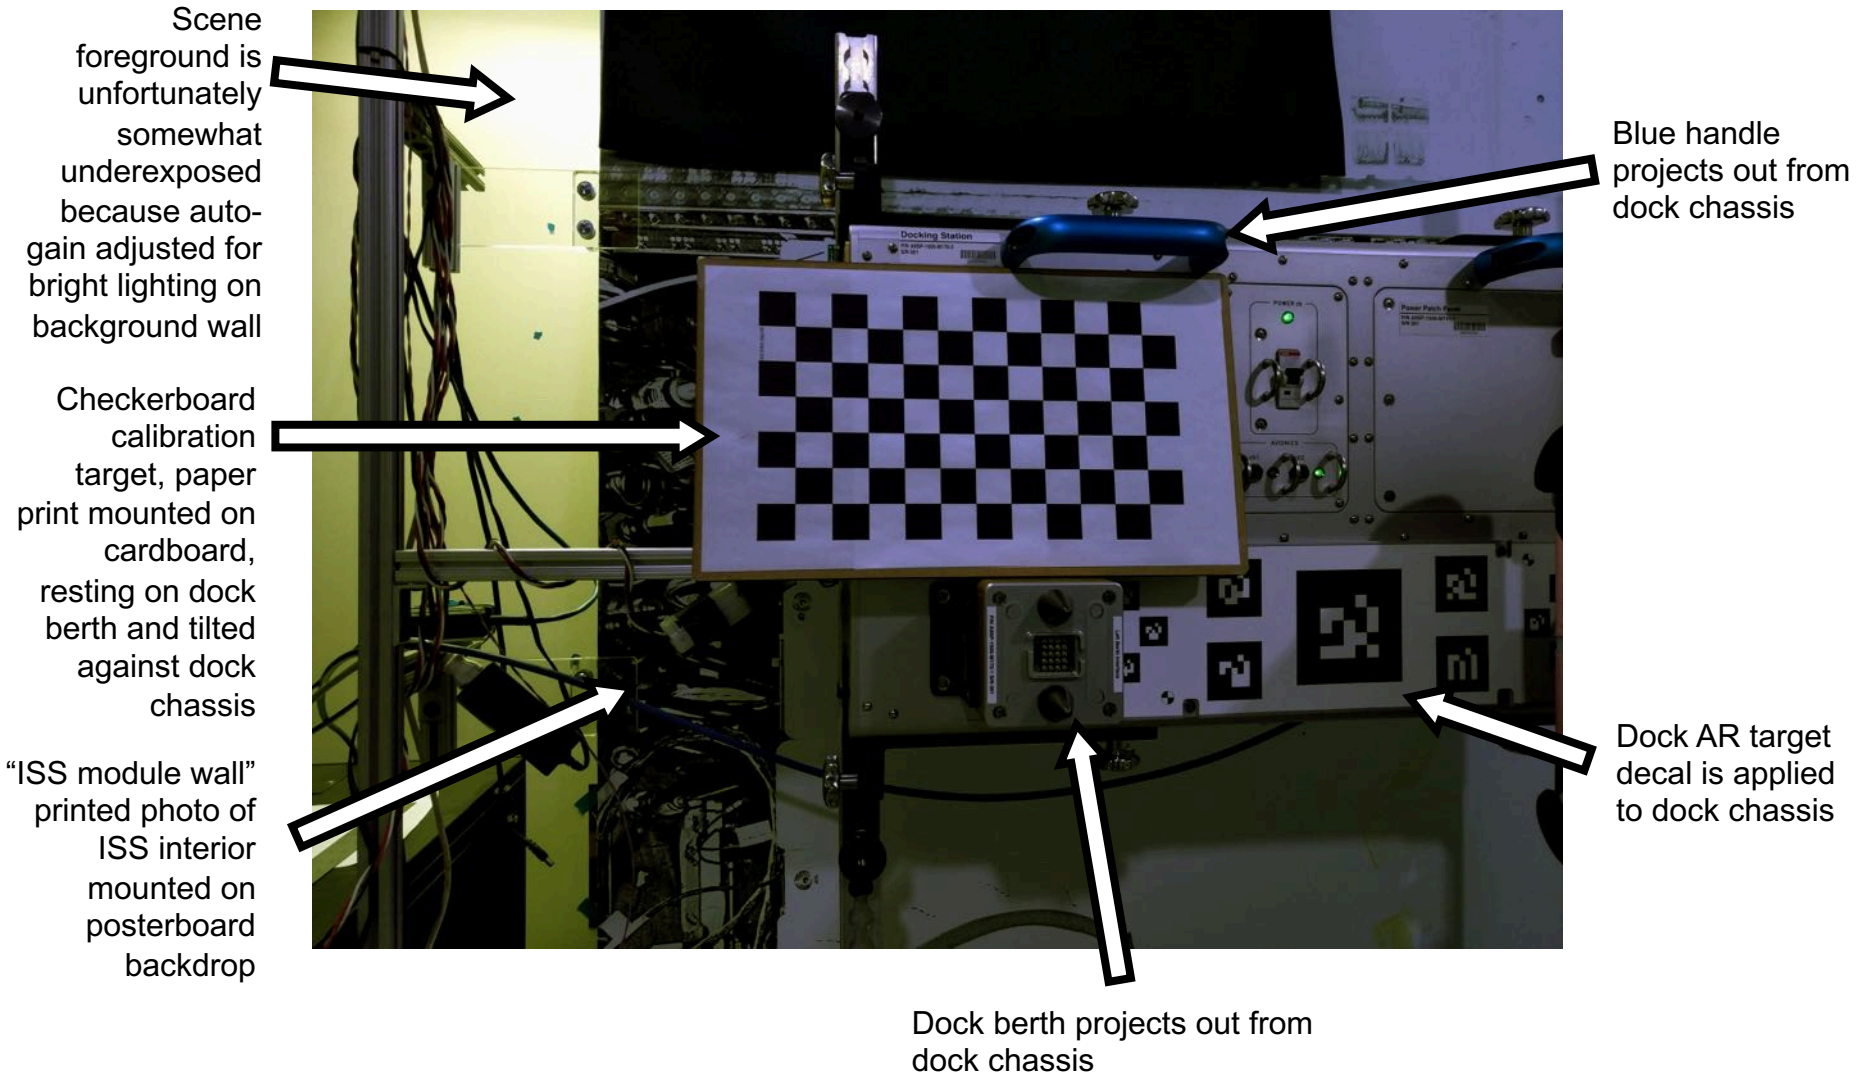 Scene
foreground is
unfortunately
somewhat
underexposed
because auto-
gain adjusted for
bright lighting on
background wall
Checkerboard
calibration
target, paper
print mounted on
cardboard,
resting on dock
berth and tilted
against dock
chassis
“ISS module wall”
printed photo of
ISS interior
mounted on
posterboard
backdrop
Blue handle
projects out from
dock chassis
Docking Station
POWER IN
Power Patch Panel
AVIONICS
Dock AR target
decal is applied
to dock chassis
Dock berth projects out from
dock chassis